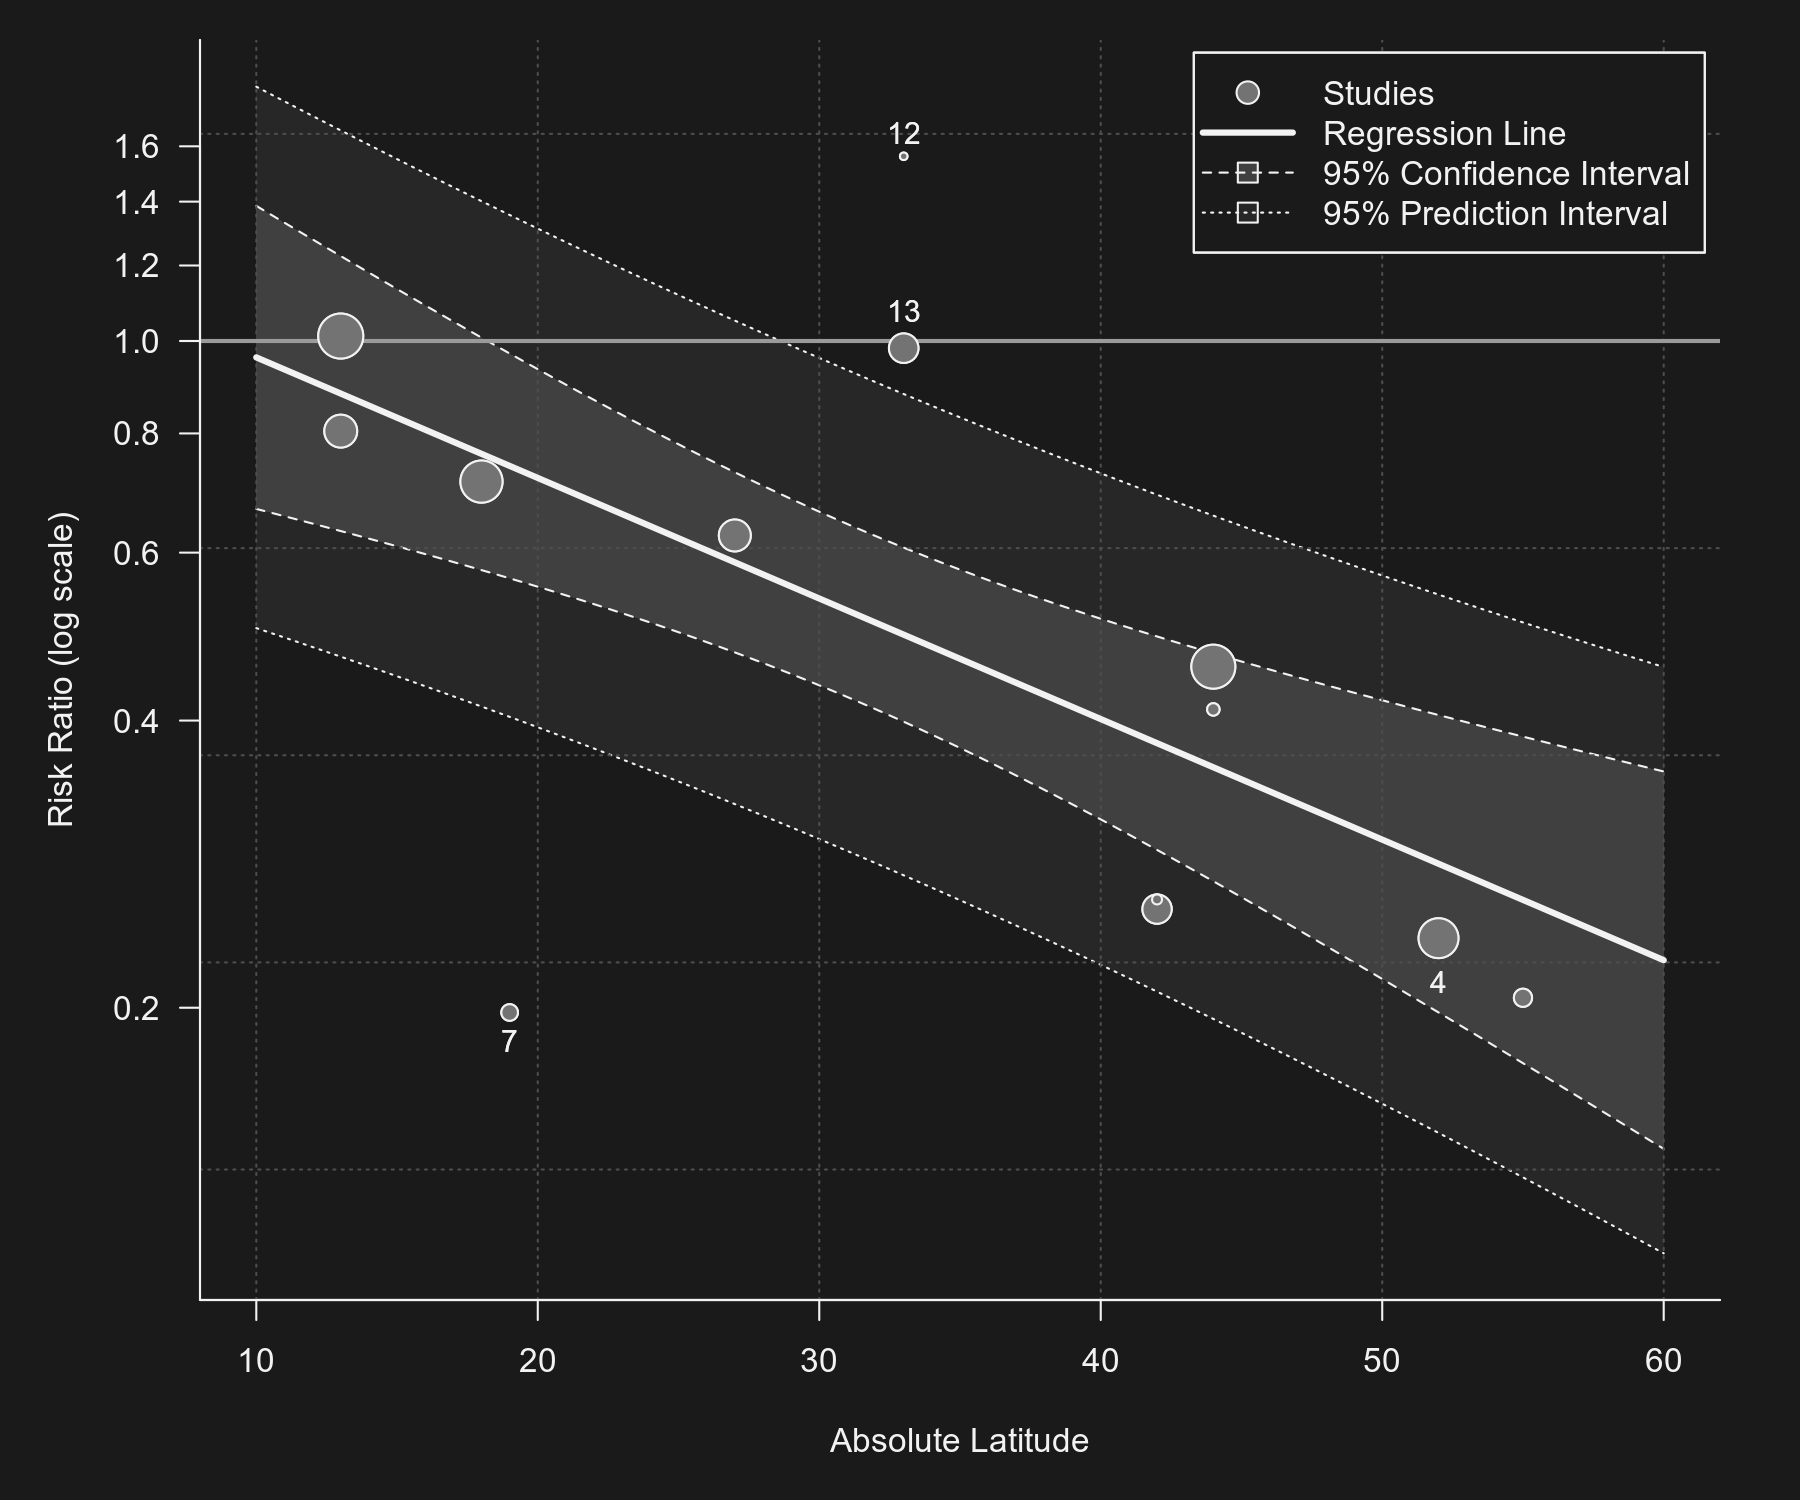 Studies
Regression Line
95% Confidence Interval
95% Prediction Interval
12
13
4
7
1.6
1.4
1.2
1.0
0.8
0.6
0.4
0.2
Risk Ratio (log scale)
10 20 30 40 50 60
Absolute Latitude